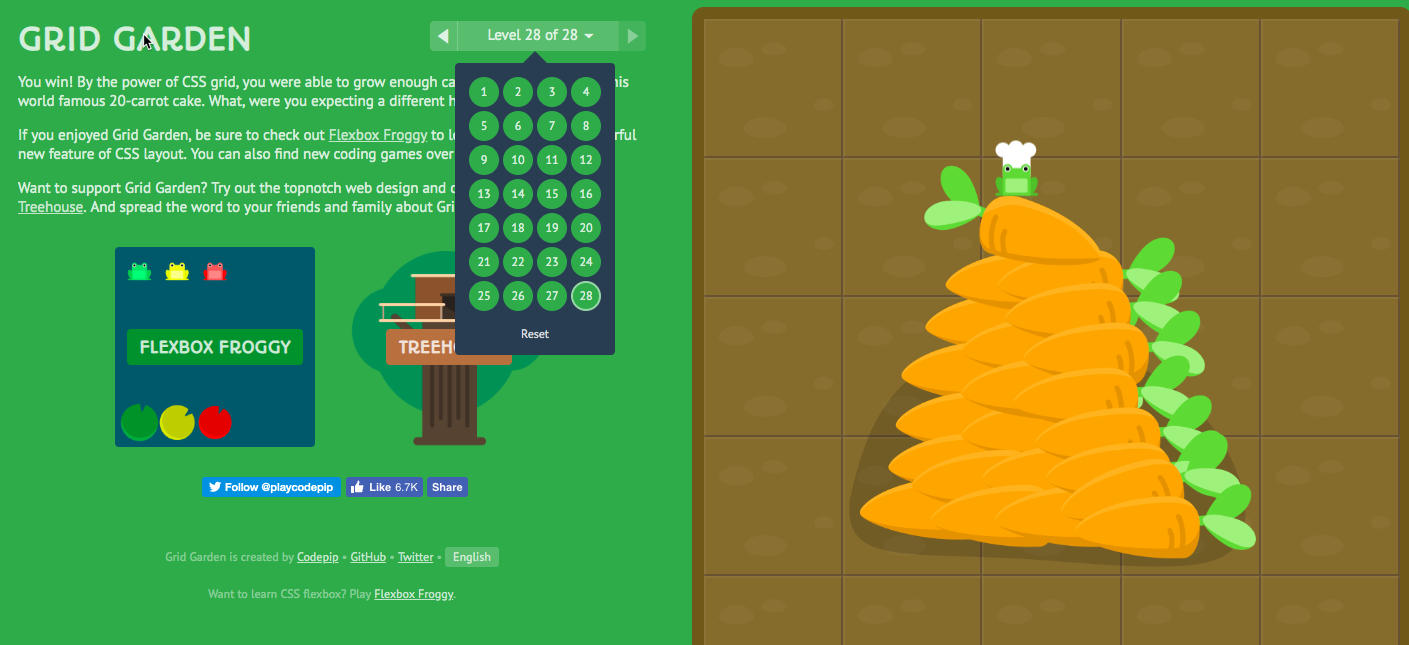 GRID GARDEN
Level 28 of 28
You win! By the power of CSS grid, you were able to grow enough ca
his
world famous 20-carrot cake. What, were you expecting a different h
If you enjoyed Grid Garden, be sure to check out Flexbox Froggy to le
rful
new feature of CSS layout. You can also find new coding games over
Want to support Grid Garden? Try out the topnotch web design and c
Treehouse. And spread the word to your friends and family about Gri
1 2 3 4
5 6 7 8
9 10 11 12
13 14 15 16
17 18 19 20
21 22 23 24
25 26 27 28
Reset
FLEXBOX FROGGY
TREEHO
Follow @playcodepip
Like 6.7K
Share
Grid Garden is created by Codepip • GitHub • Twitter • English
Want to learn CSS flexbox? Play Flexbox Froggy.